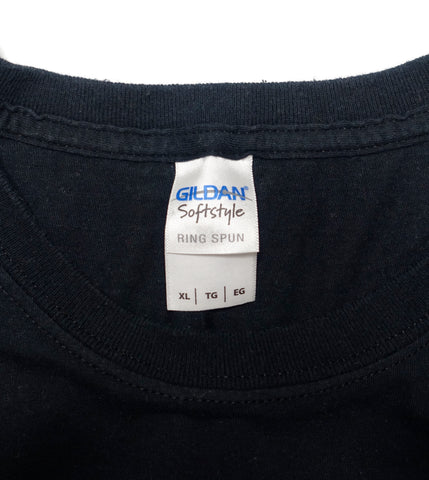 GILDAN®
Softstyle
RING SPUN
XL | TG | EG